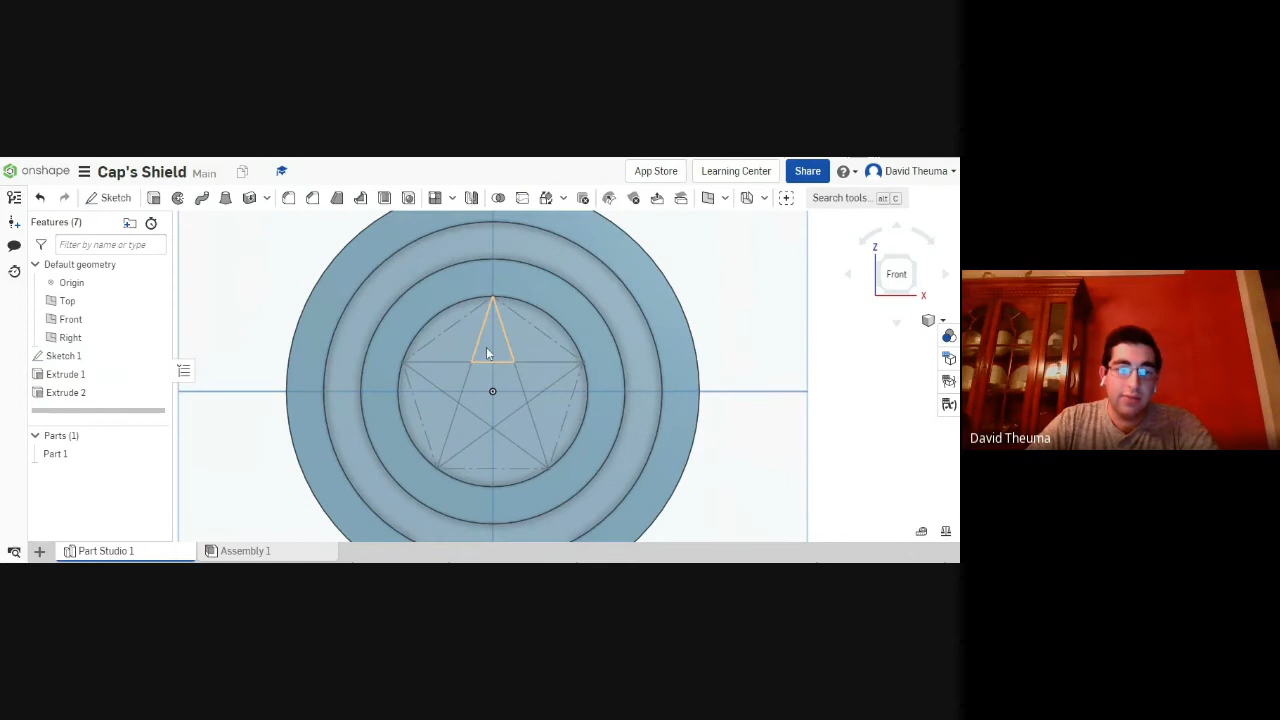 onshape Cap's Shield Main App Store Learning Center Share David Theuma
Sketch Search tools... alt C
Features (7)
Filter by name or type
Default geometry
Origin
Top
Front
Right
Sketch 1
Extrude 1
Extrude 2
Parts (1)
Part 1
Z
Front
X
David Theuma
Part Studio 1 Assembly 1